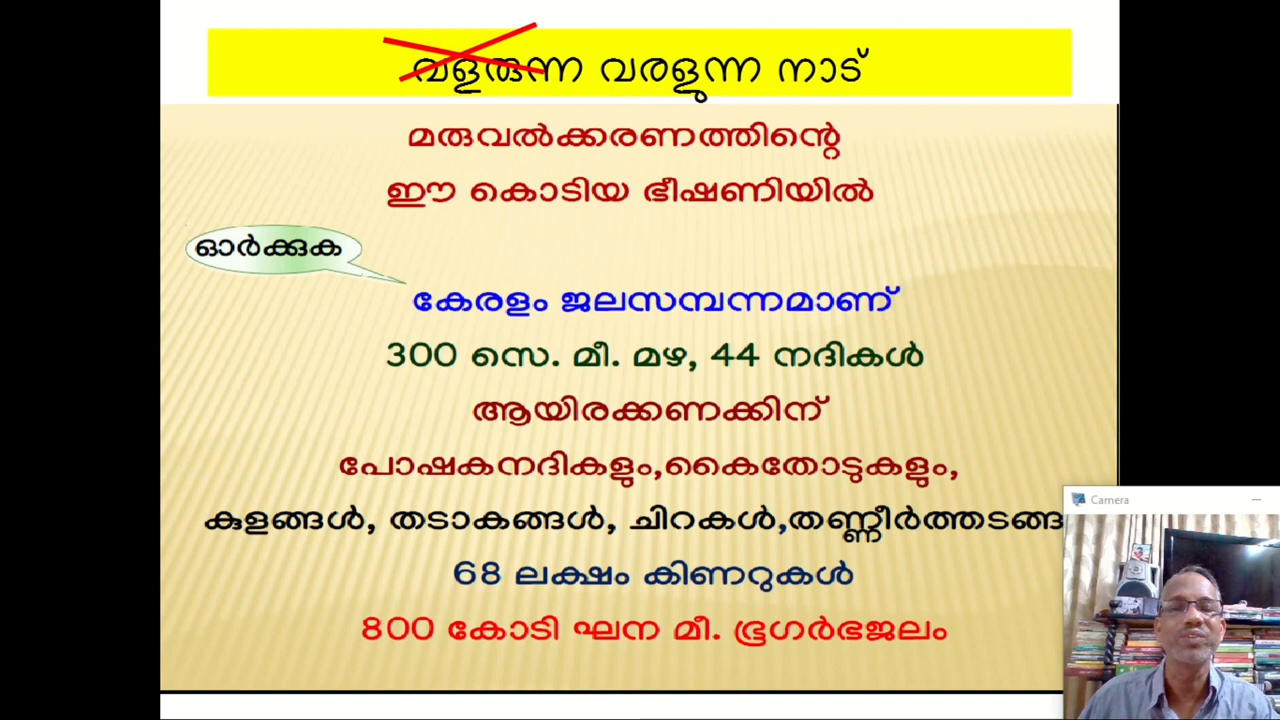 വളരുന്ന വരളുന്ന നാട്
മരുവൽക്കരണത്തിന്റെ
ഈ കൊടിയ ഭീഷണിയിൽ
ഓർക്കുക
കേരളം ജലസമ്പന്നമാണ്
300 സെ. മീ. മഴ, 44 നദികൾ
ആയിരക്കണക്കിന്
പോഷകനദികളും,കൈതോടുകളും,
കുളങ്ങൾ, തടാകങ്ങൾ, ചിറകൾ,തണ്ണീർത്തടങ്ങ
Camera
68 ലക്ഷം കിണറുകൾ
800 കോടി ഘന മീ. ഭൂഗർഭജലം